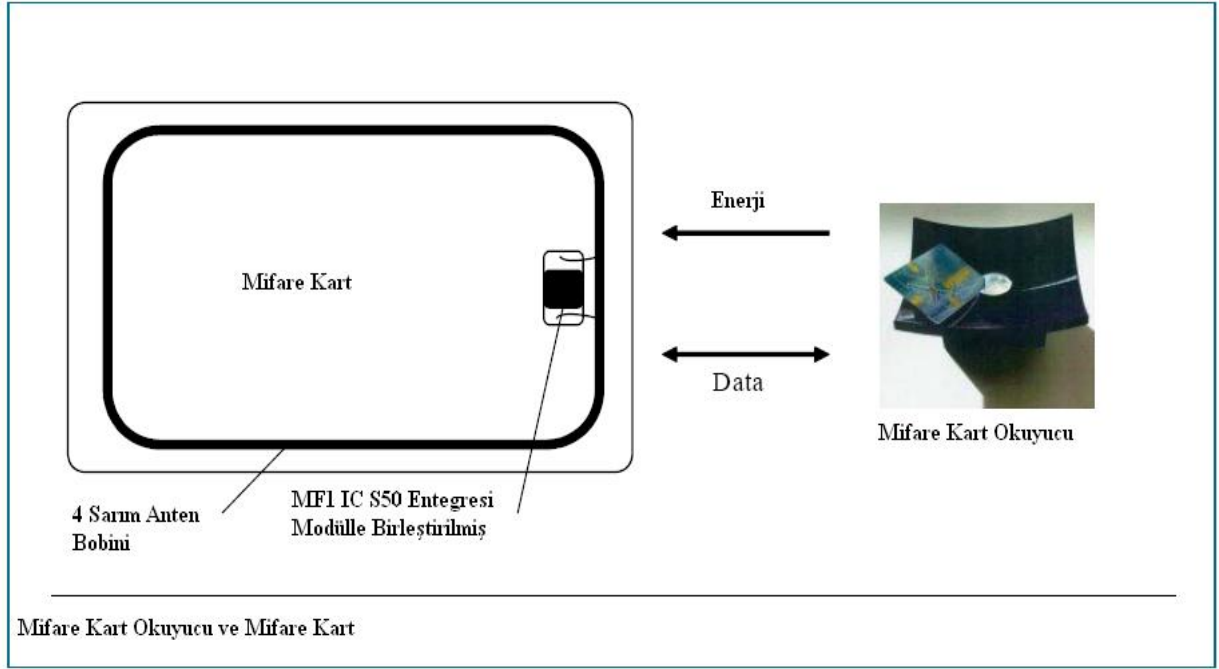 Enerji
Mifare Kart
Data
Mifare Kart Okuyucu
4 Sarım Anten
Bobini
MF1 IC S50 Entegresi
Modülle Birleştirilmiş
Mifare Kart Okuyucu ve Mifare Kart